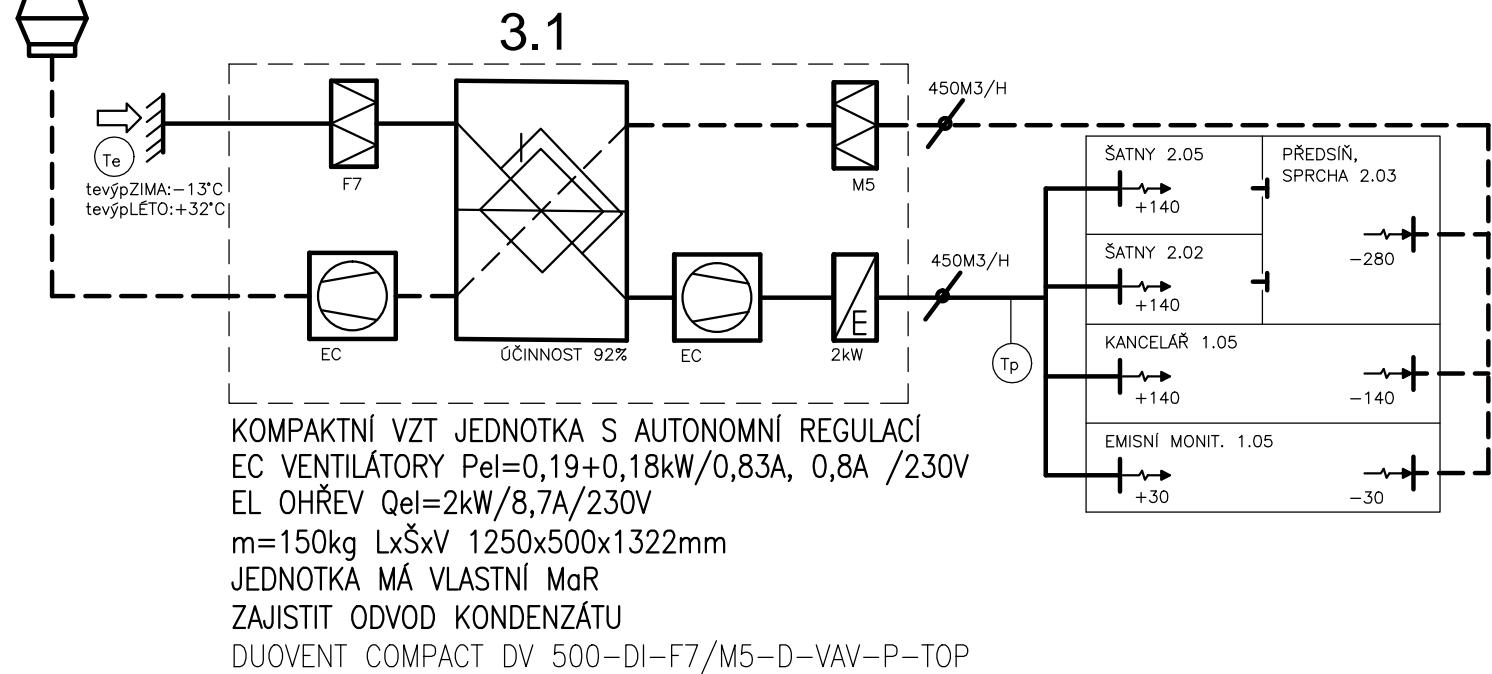 3.1
450M3/H
Te
tevýpZIMA:−13°C
tevýpLÉTO:+32°C
F7
M5
ŠATNY 2.05
+140
PŘEDSÍŇ,
SPRCHA 2.03
−280
ŠATNY 2.02
+140
450M3/H
EC
ÚČINNOST 92%
EC
E
2kW
Tp
KANCELÁŘ 1.05
+140
−140
EMISNÍ MONIT. 1.05
+30
−30
KOMPAKTNÍ VZT JEDNOTKA S AUTONOMNÍ REGULACÍ
EC VENTILÁTORY Pel=0,19+0,18kW/0,83A, 0,8A /230V
EL OHŘEV Qel=2kW/8,7A/230V
m=150kg LxŠxV 1250x500x1322mm
JEDNOTKA MÁ VLASTNÍ MaR
ZAJISTIT ODVOD KONDENZÁTU
DUOVENT COMPACT DV 500−DI−F7/M5−D−VAV−P−TOP